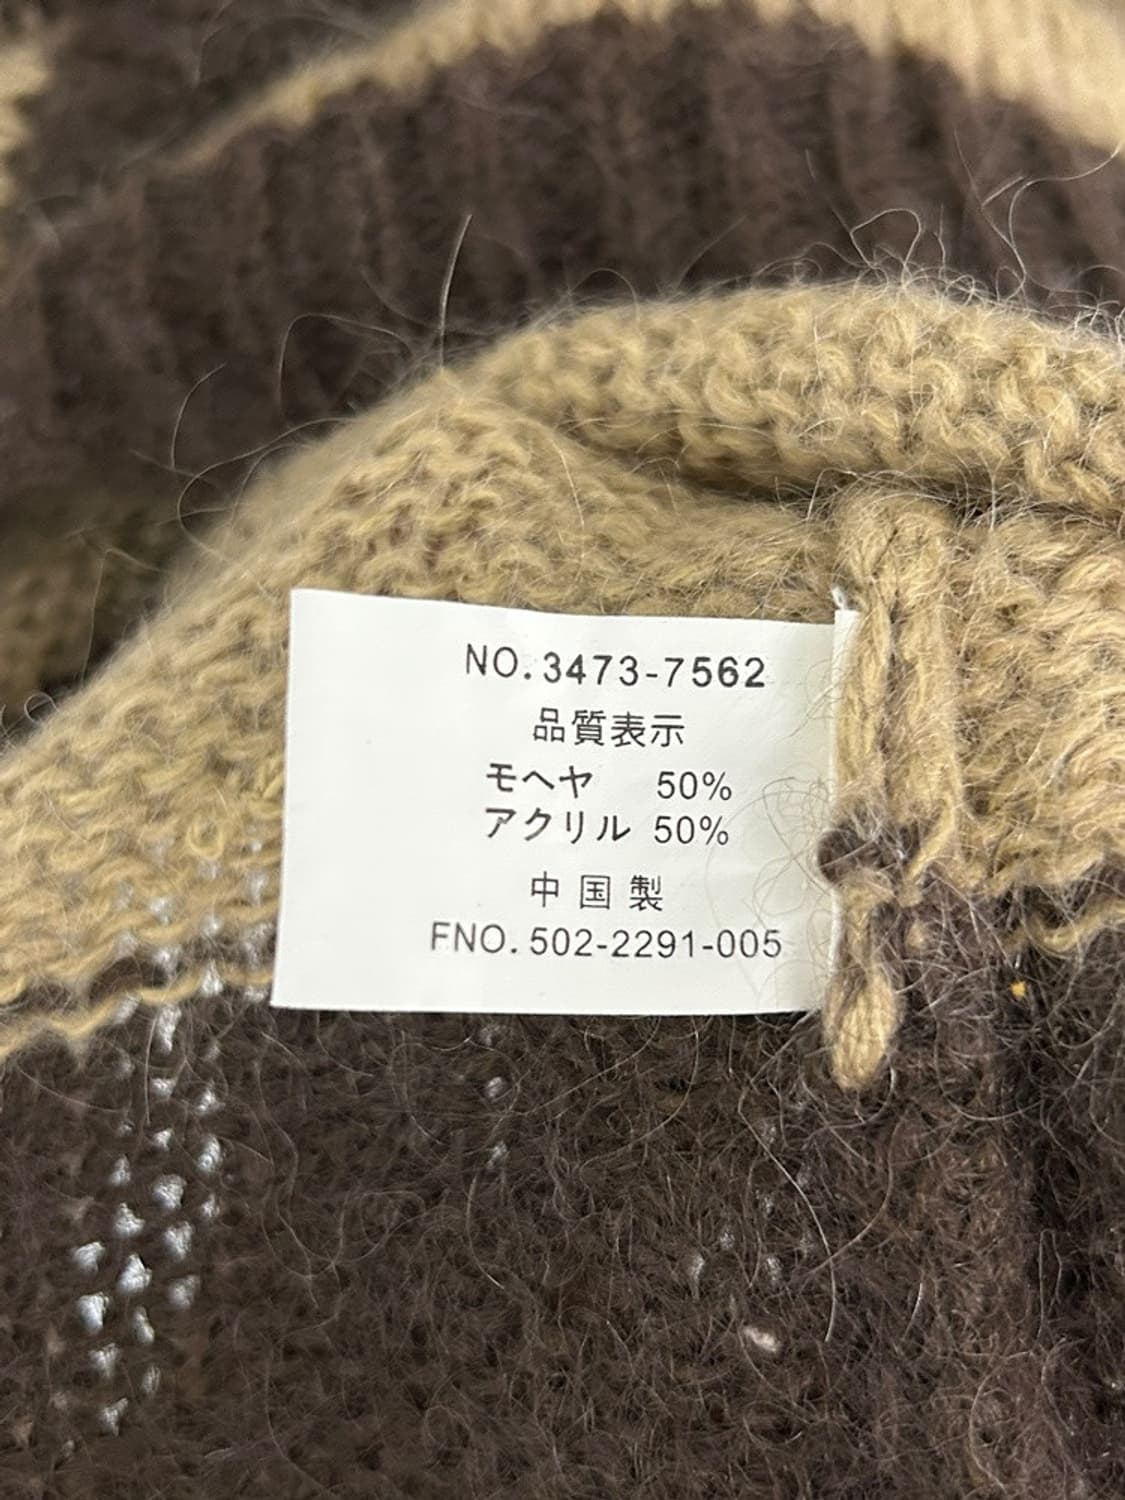 NO.3473-7562
品質表示
モヘヤ 50%
アクリル 50%
中国製
FNO.502-2291-005